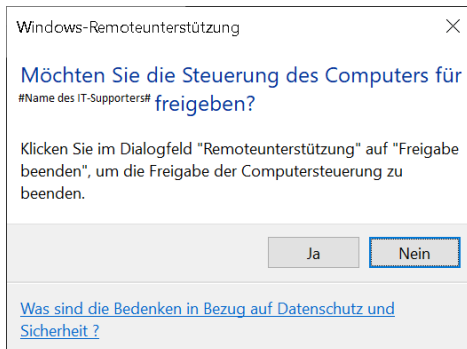 Windows-Remoteunterstützung
Möchten Sie die Steuerung des Computers für
#Name des IT-Supporters# freigeben?
Klicken Sie im Dialogfeld "Remoteunterstützung" auf "Freigabe
beenden", um die Freigabe der Computersteuerung zu
beenden.
Ja Nein
Was sind die Bedenken in Bezug auf Datenschutz und
Sicherheit ?